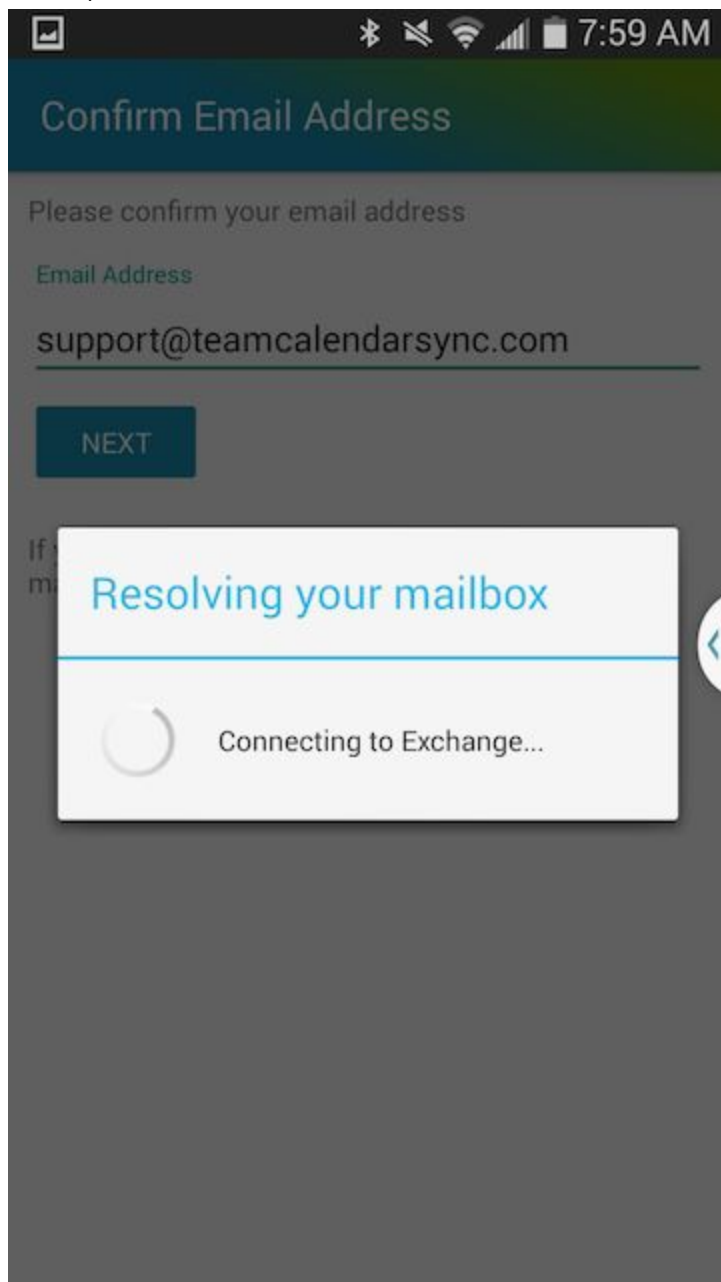 7:59 AM
Confirm Email Address
Please confirm your email address
Email Address
support@teamcalendarsync.com
NEXT
If
Resolving your mailbox
Connecting to Exchange...